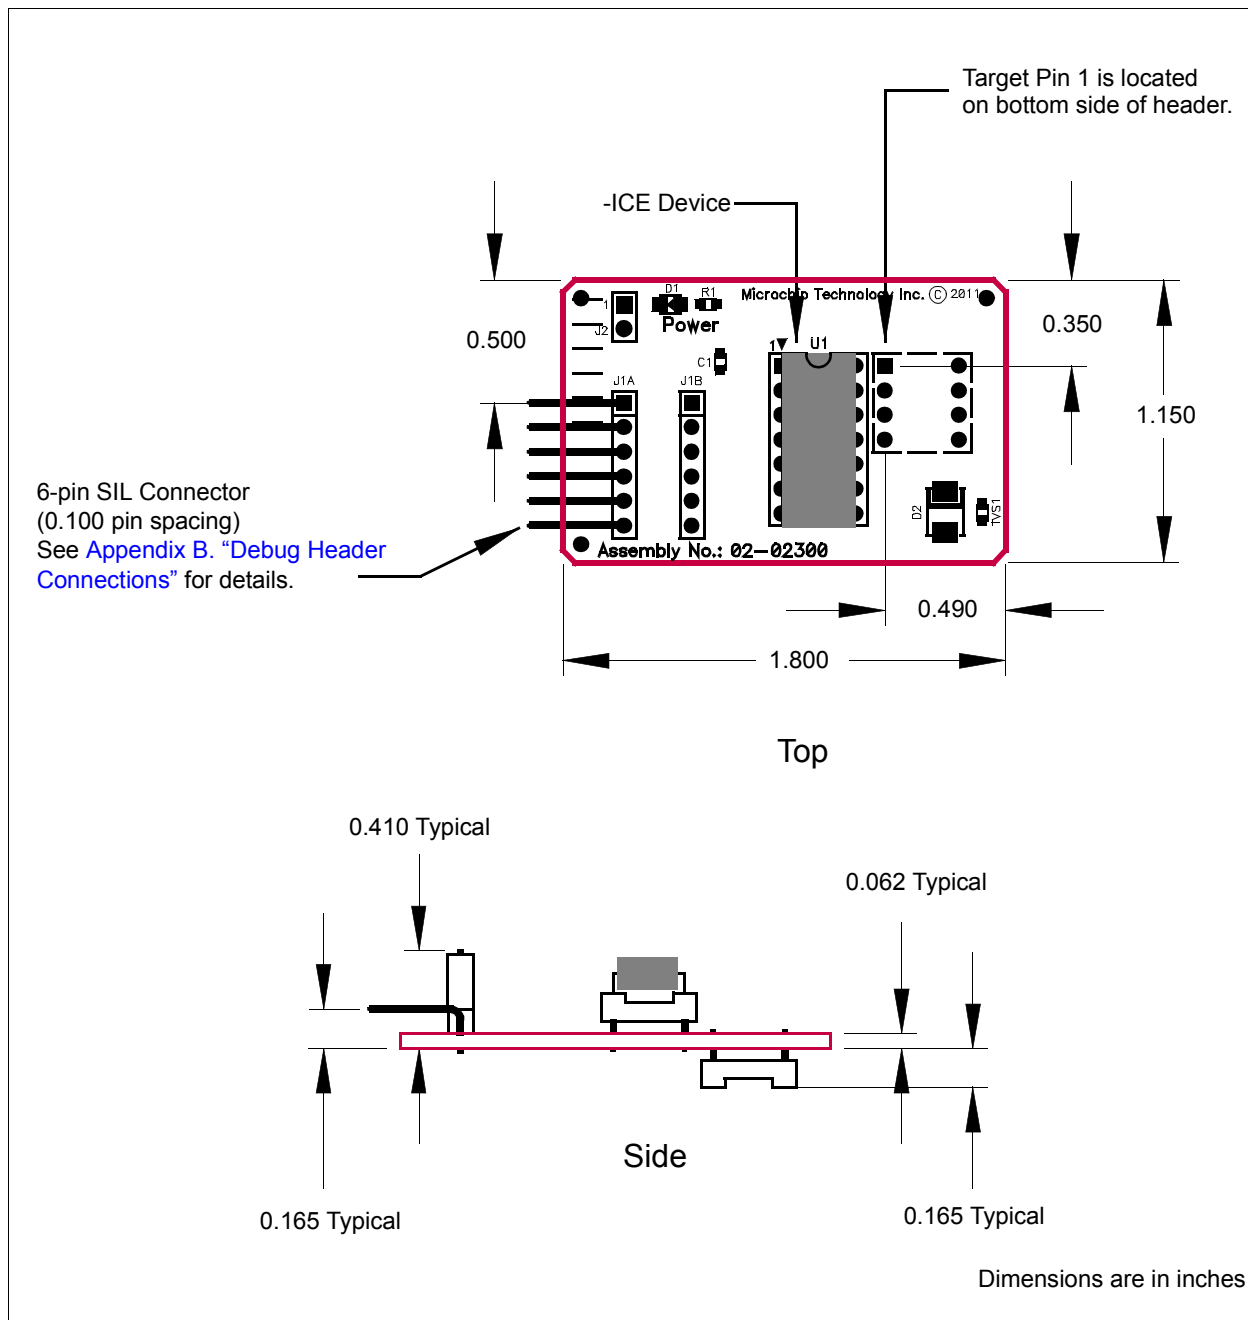 Target Pin 1 is located
on bottom side of header.
-ICE Device
Microchip Technology Inc. © 2011
D1
R1
1
J2
Power
C1
1
U1
J1A
J1B
0.500
0.350
1.150
6-pin SIL Connector
(0.100 pin spacing)
See Appendix B. “Debug Header
Connections” for details.
D2
TVS1
Assembly No.: 02-02300
0.490
1.800
Top
0.410 Typical
0.062 Typical
Side
0.165 Typical
0.165 Typical
Dimensions are in inches